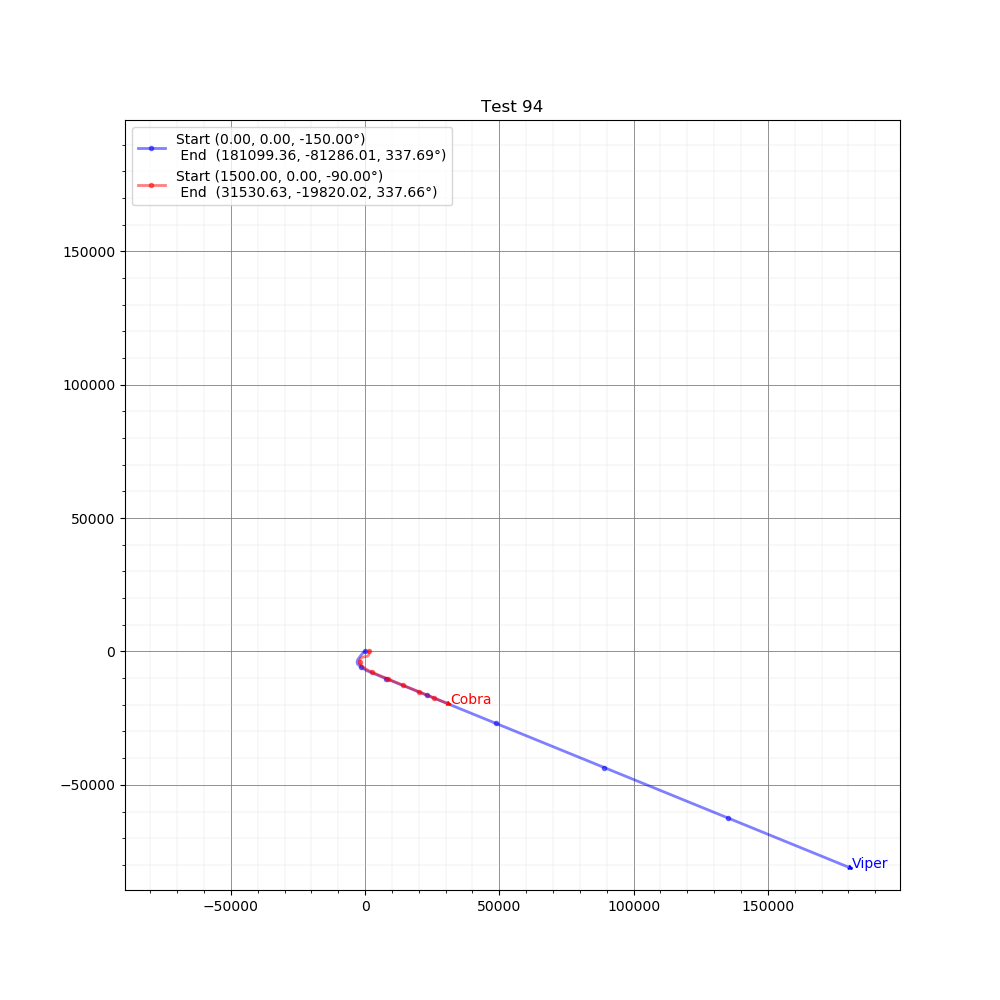 Test 94
Start (0.00, 0.00, -150.00°)
End (181099.36, -81286.01, 337.69°)
Start (1500.00, 0.00, -90.00°)
End (31530.63, -19820.02, 337.66°)
150000
100000
50000
0
Cobra
−50000
Viper
−50000 0 50000 100000 150000